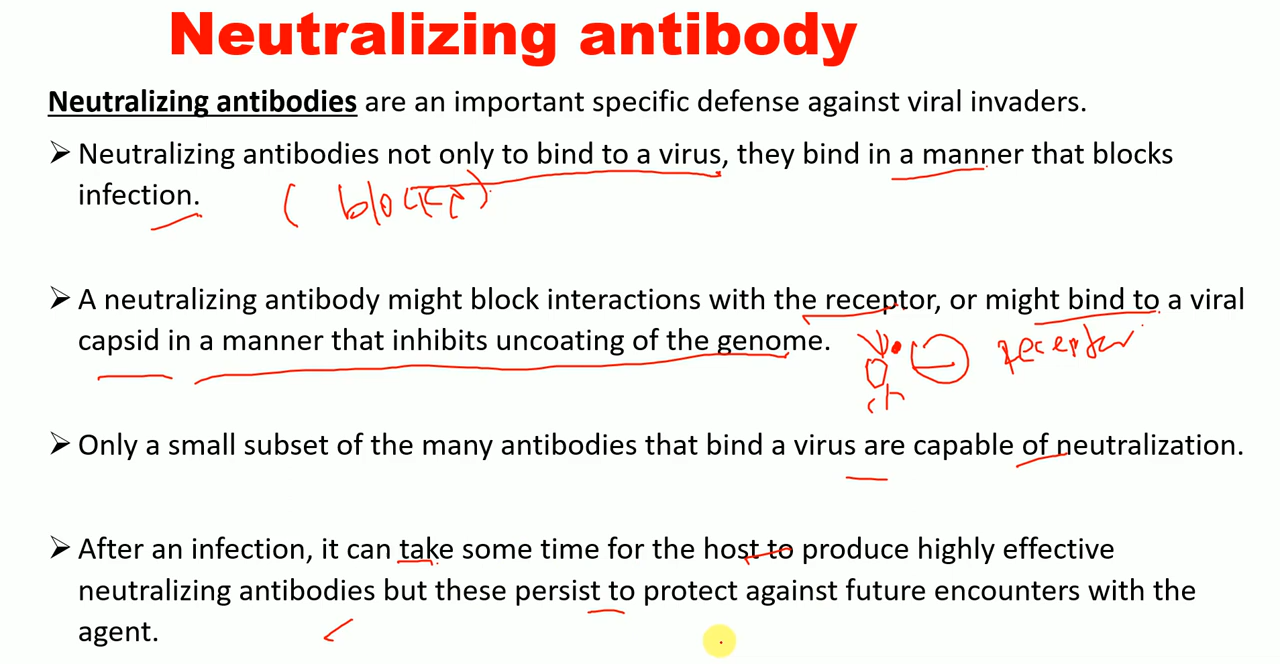 Neutralizing antibody
Neutralizing antibodies are an important specific defense against viral invaders.
➤ Neutralizing antibodies not only to bind to a virus, they bind in a manner that blocks
infection.
➤ A neutralizing antibody might block interactions with the receptor, or might bind to a viral
capsid in a manner that inhibits uncoating of the genome.
receptor
➤ Only a small subset of the many antibodies that bind a virus are capable of neutralization.
➤ After an infection, it can take some time for the host to produce highly effective
neutralizing antibodies but these persist to protect against future encounters with the
agent.